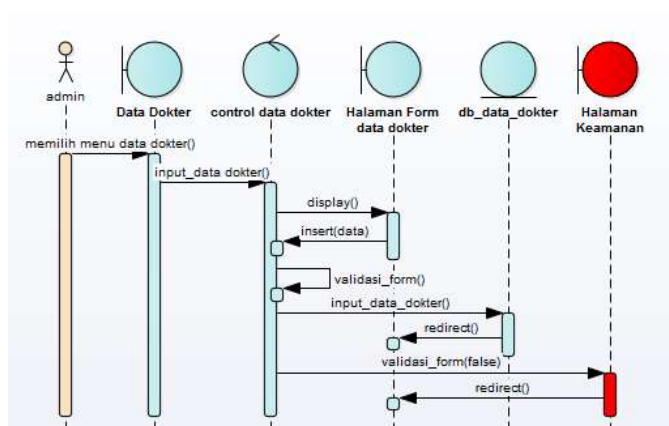 admin
Data Dokter
control data dokter
Halaman Form
data dokter
db_data_dokter
Halaman
Keamanan
memilih menu data dokter()
input_data dokter()
display()
insert(data)
validasi_form()
input_data_dokter()
redirect()
validasi_form(false)
redirect()